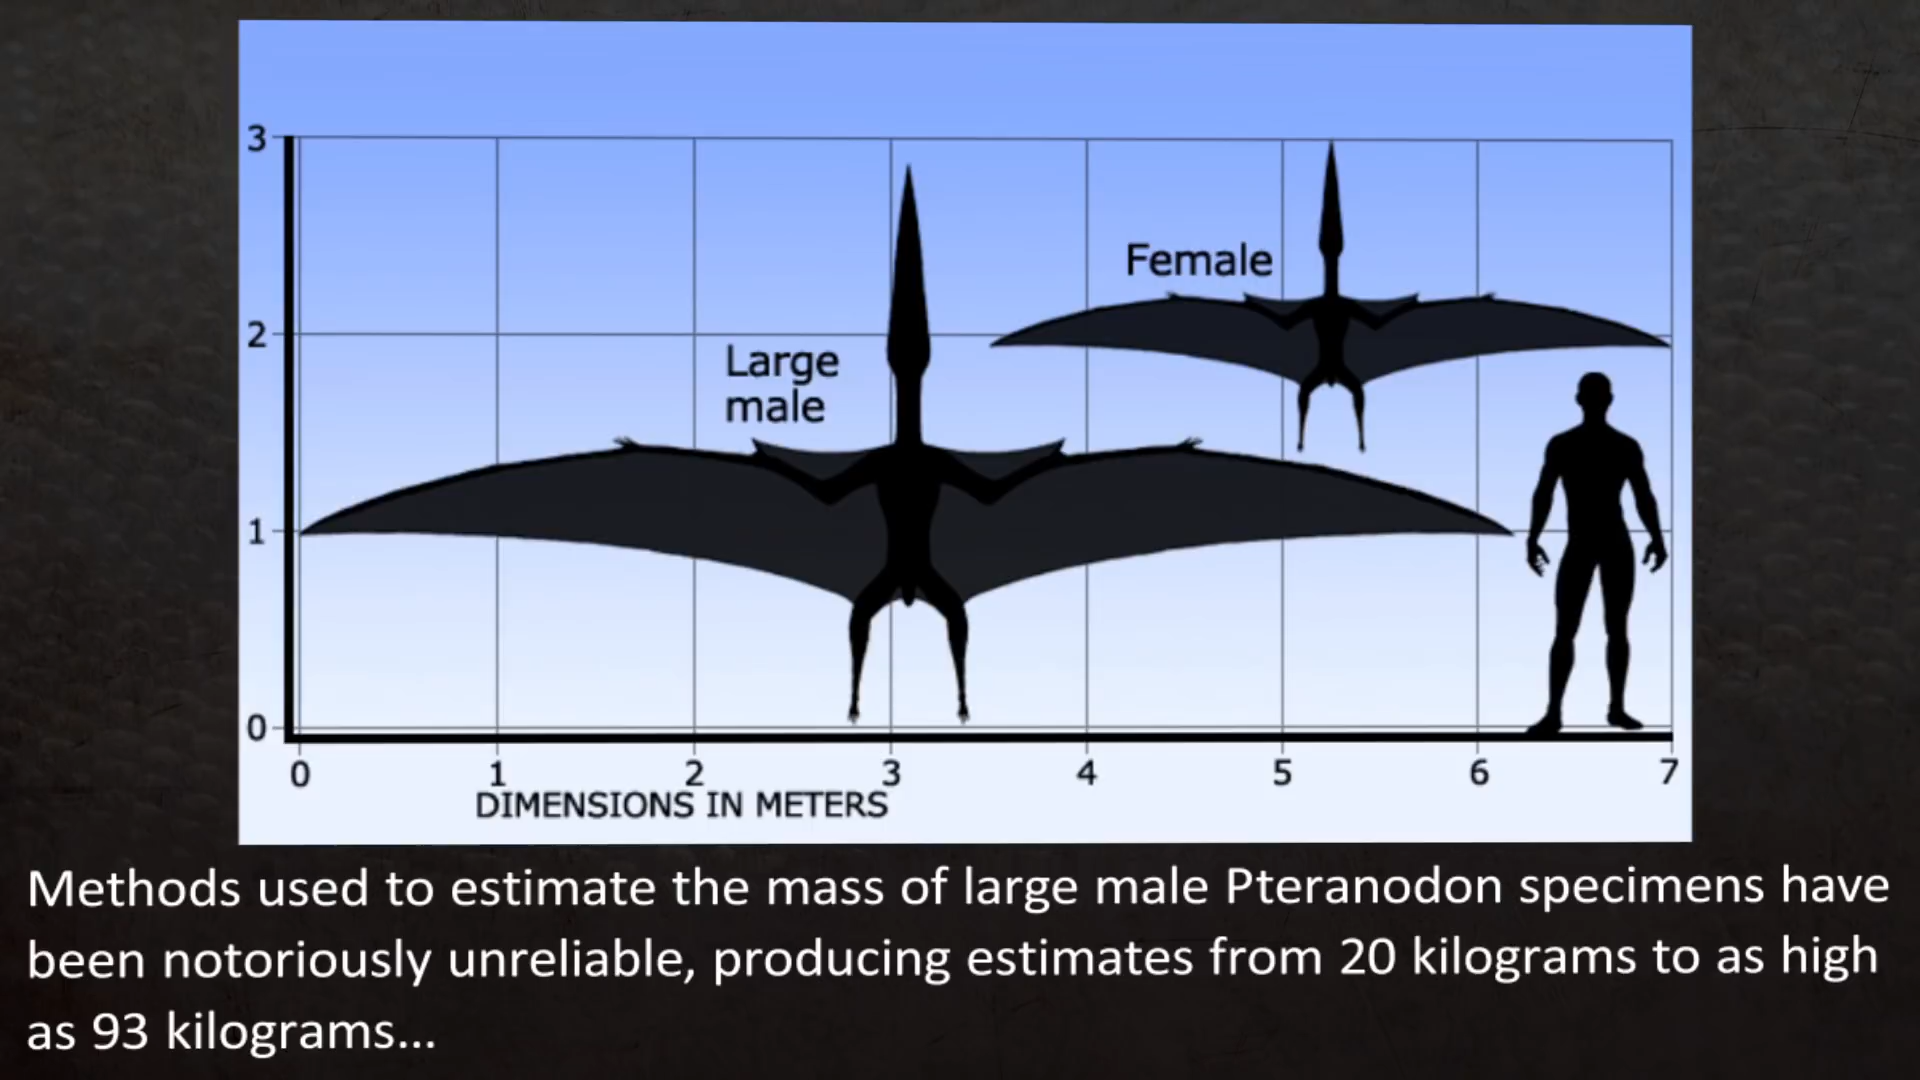 3
Female
2
Large
male
1
0
0 1 2 3 4 5 6 7
DIMENSIONS IN METERS
Methods used to estimate the mass of large male Pteranodon specimens have
been notoriously unreliable, producing estimates from 20 kilograms to as high
as 93 kilograms...